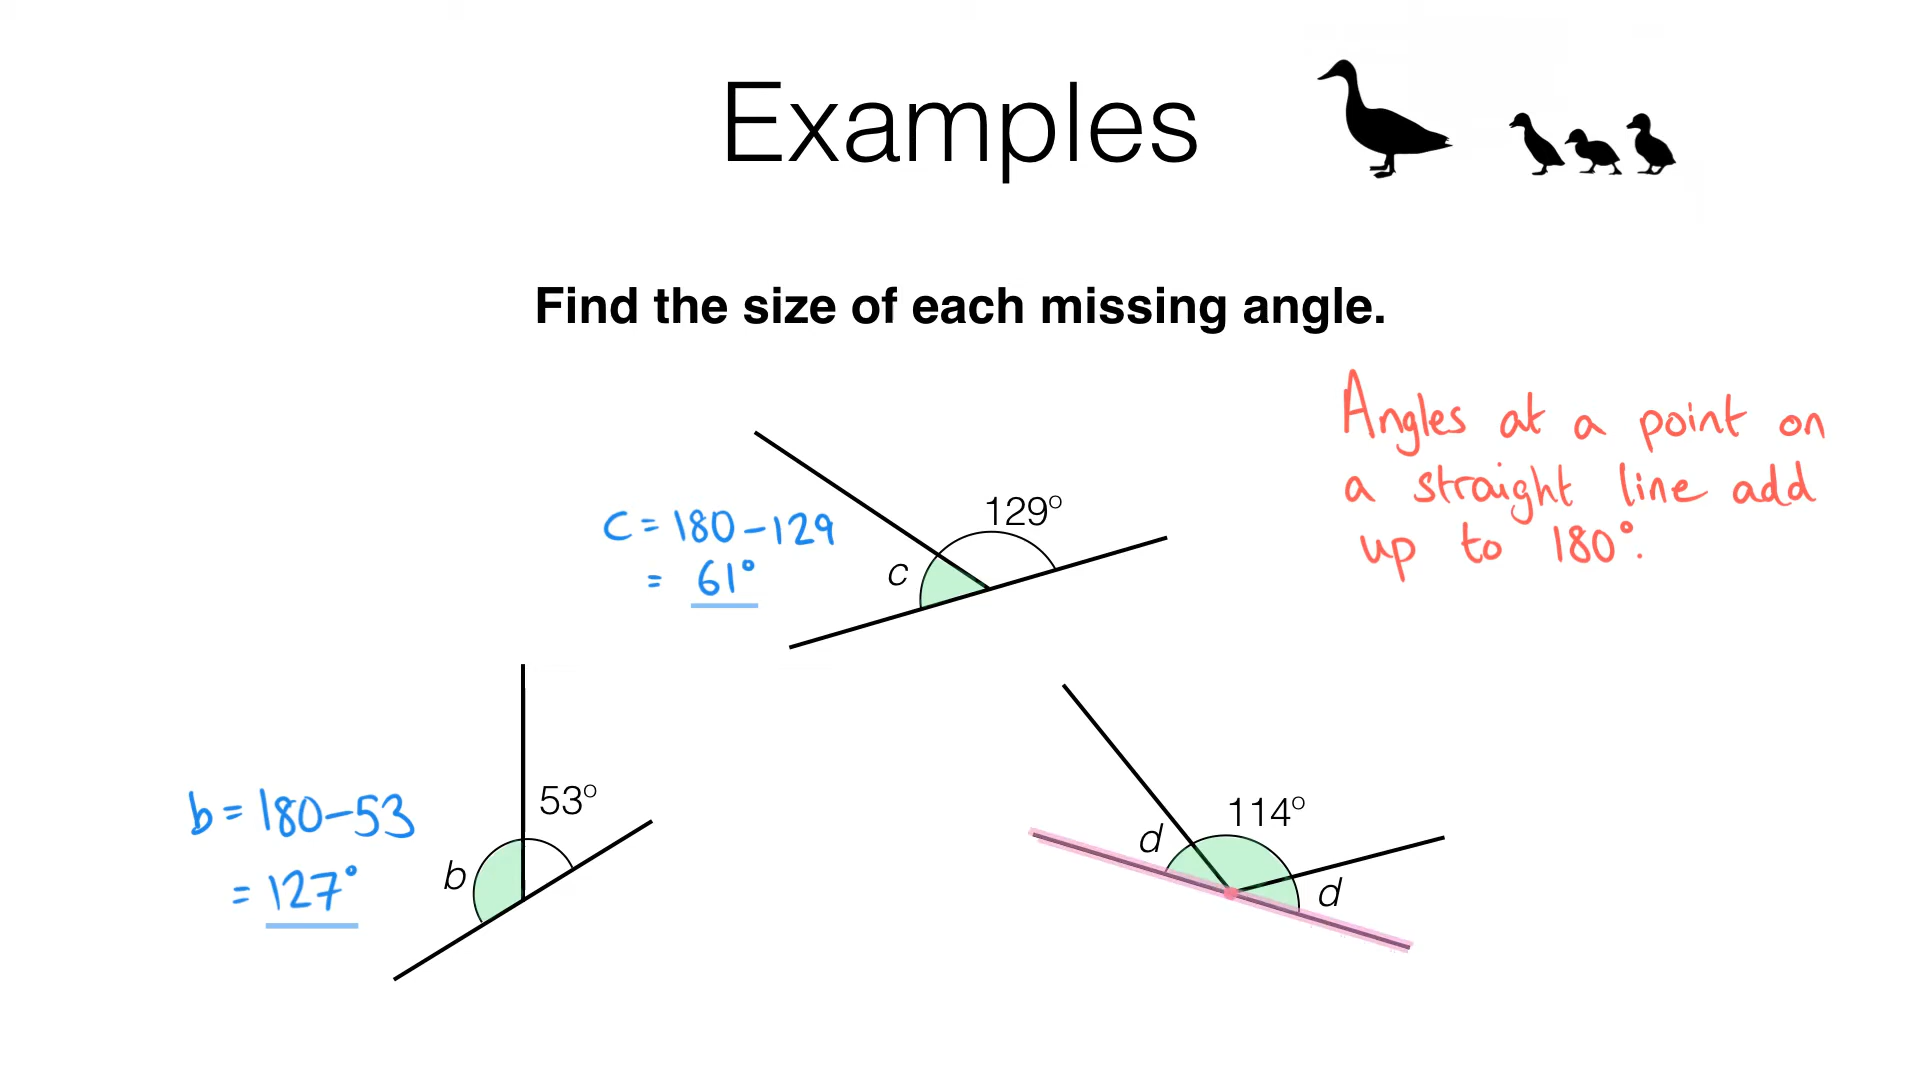 Examples
Find the size of each missing angle.
Angles at a point on
a straight line add
up to 180°.
129°
c = 180 - 129
= 61°
c
53°
b = 180 - 53
= 127°
b
114°
d
d